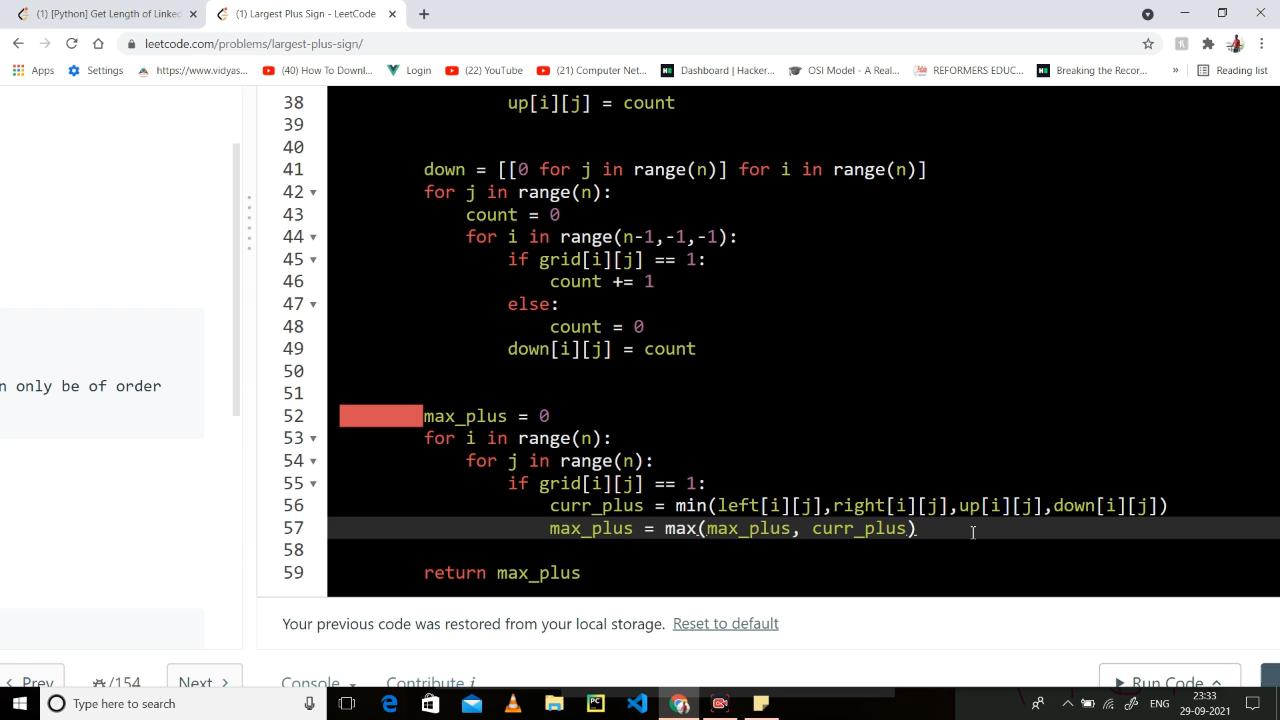 (1) [Python] Get Length of Linked
(1) Largest Plus Sign - LeetCode
leetcode.com/problems/largest-plus-sign/
Apps
Settings
https://www.vidyas...
(40) How To Downl...
Login
(22) YouTube
(21) Computer Net...
Dashboard | Hacker...
OSI Model - A Real...
REFORMERS EDUC...
Breaking the Recor...
»
Reading list
n only be of order
38 up[i][j] = count
39
40
41 down = [[0 for j in range(n)] for i in range(n)]
42 for j in range(n):
43 count = 0
44 for i in range(n-1,-1,-1):
45 if grid[i][j] == 1:
46 count += 1
47 else:
48 count = 0
49 down[i][j] = count
50
51
52 max_plus = 0
53 for i in range(n):
54 for j in range(n):
55 if grid[i][j] == 1:
56 curr_plus = min(left[i][j],right[i][j],up[i][j],down[i][j])
57 max_plus = max(max_plus, curr_plus)
58
59 return max_plus
Your previous code was restored from your local storage. Reset to default
< Prev
/154
Next >
Console
Contribute i
Run Code
Type here to search
ENG
23:33
29-09-2021